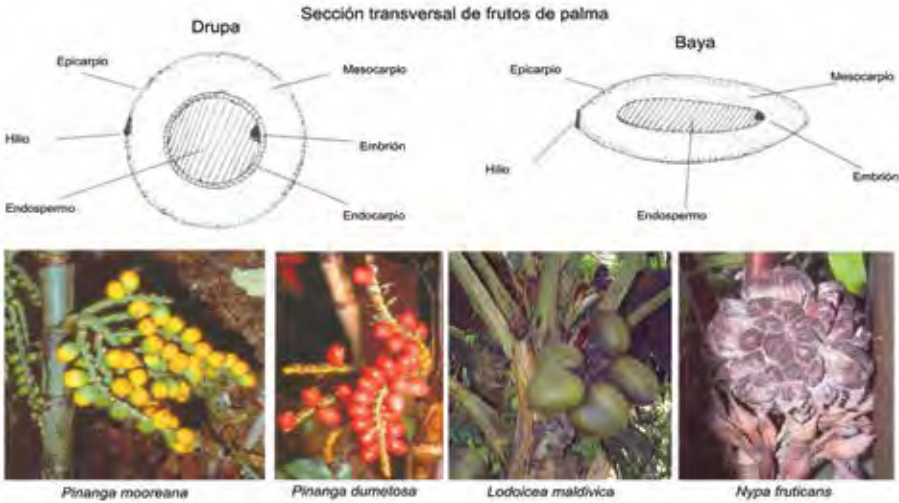 Sección transversal de frutos de palma
Drupa
Epicarpio
Mesocarpio
Hilio
Embrión
Endospermo
Endocarpio
Baya
Epicarpio
Mesocarpio
Hilio
Embrión
Endospermo
Pinanga mooreana
Pinanga dumetosa
Lodoicea maldivica
Nypa fruticans